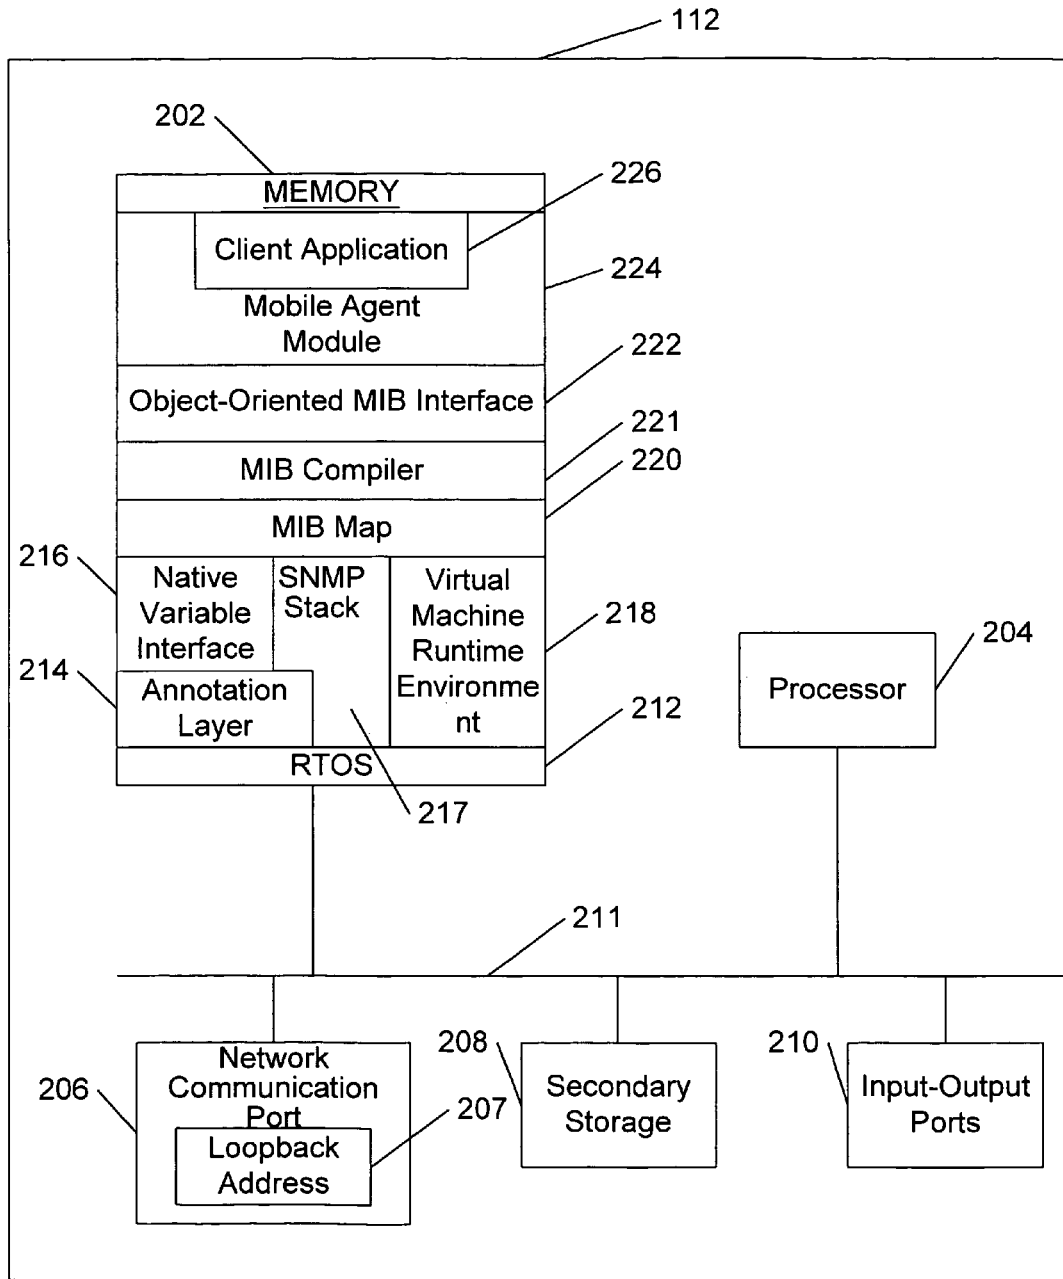 112
202
MEMORY
226
Client Application
224
Mobile Agent
Module
222
Object-Oriented MIB Interface
221
MIB Compiler
220
MIB Map
216
Native
Variable
Interface
SNMP
Stack
Virtual
Machine
Runtime
Environme
nt
218
204
214
Annotation
Layer
Processor
212
RTOS
217
211
Network
Communication
Port
206
207
Loopback
Address
208
Secondary
Storage
210
Input-Output
Ports